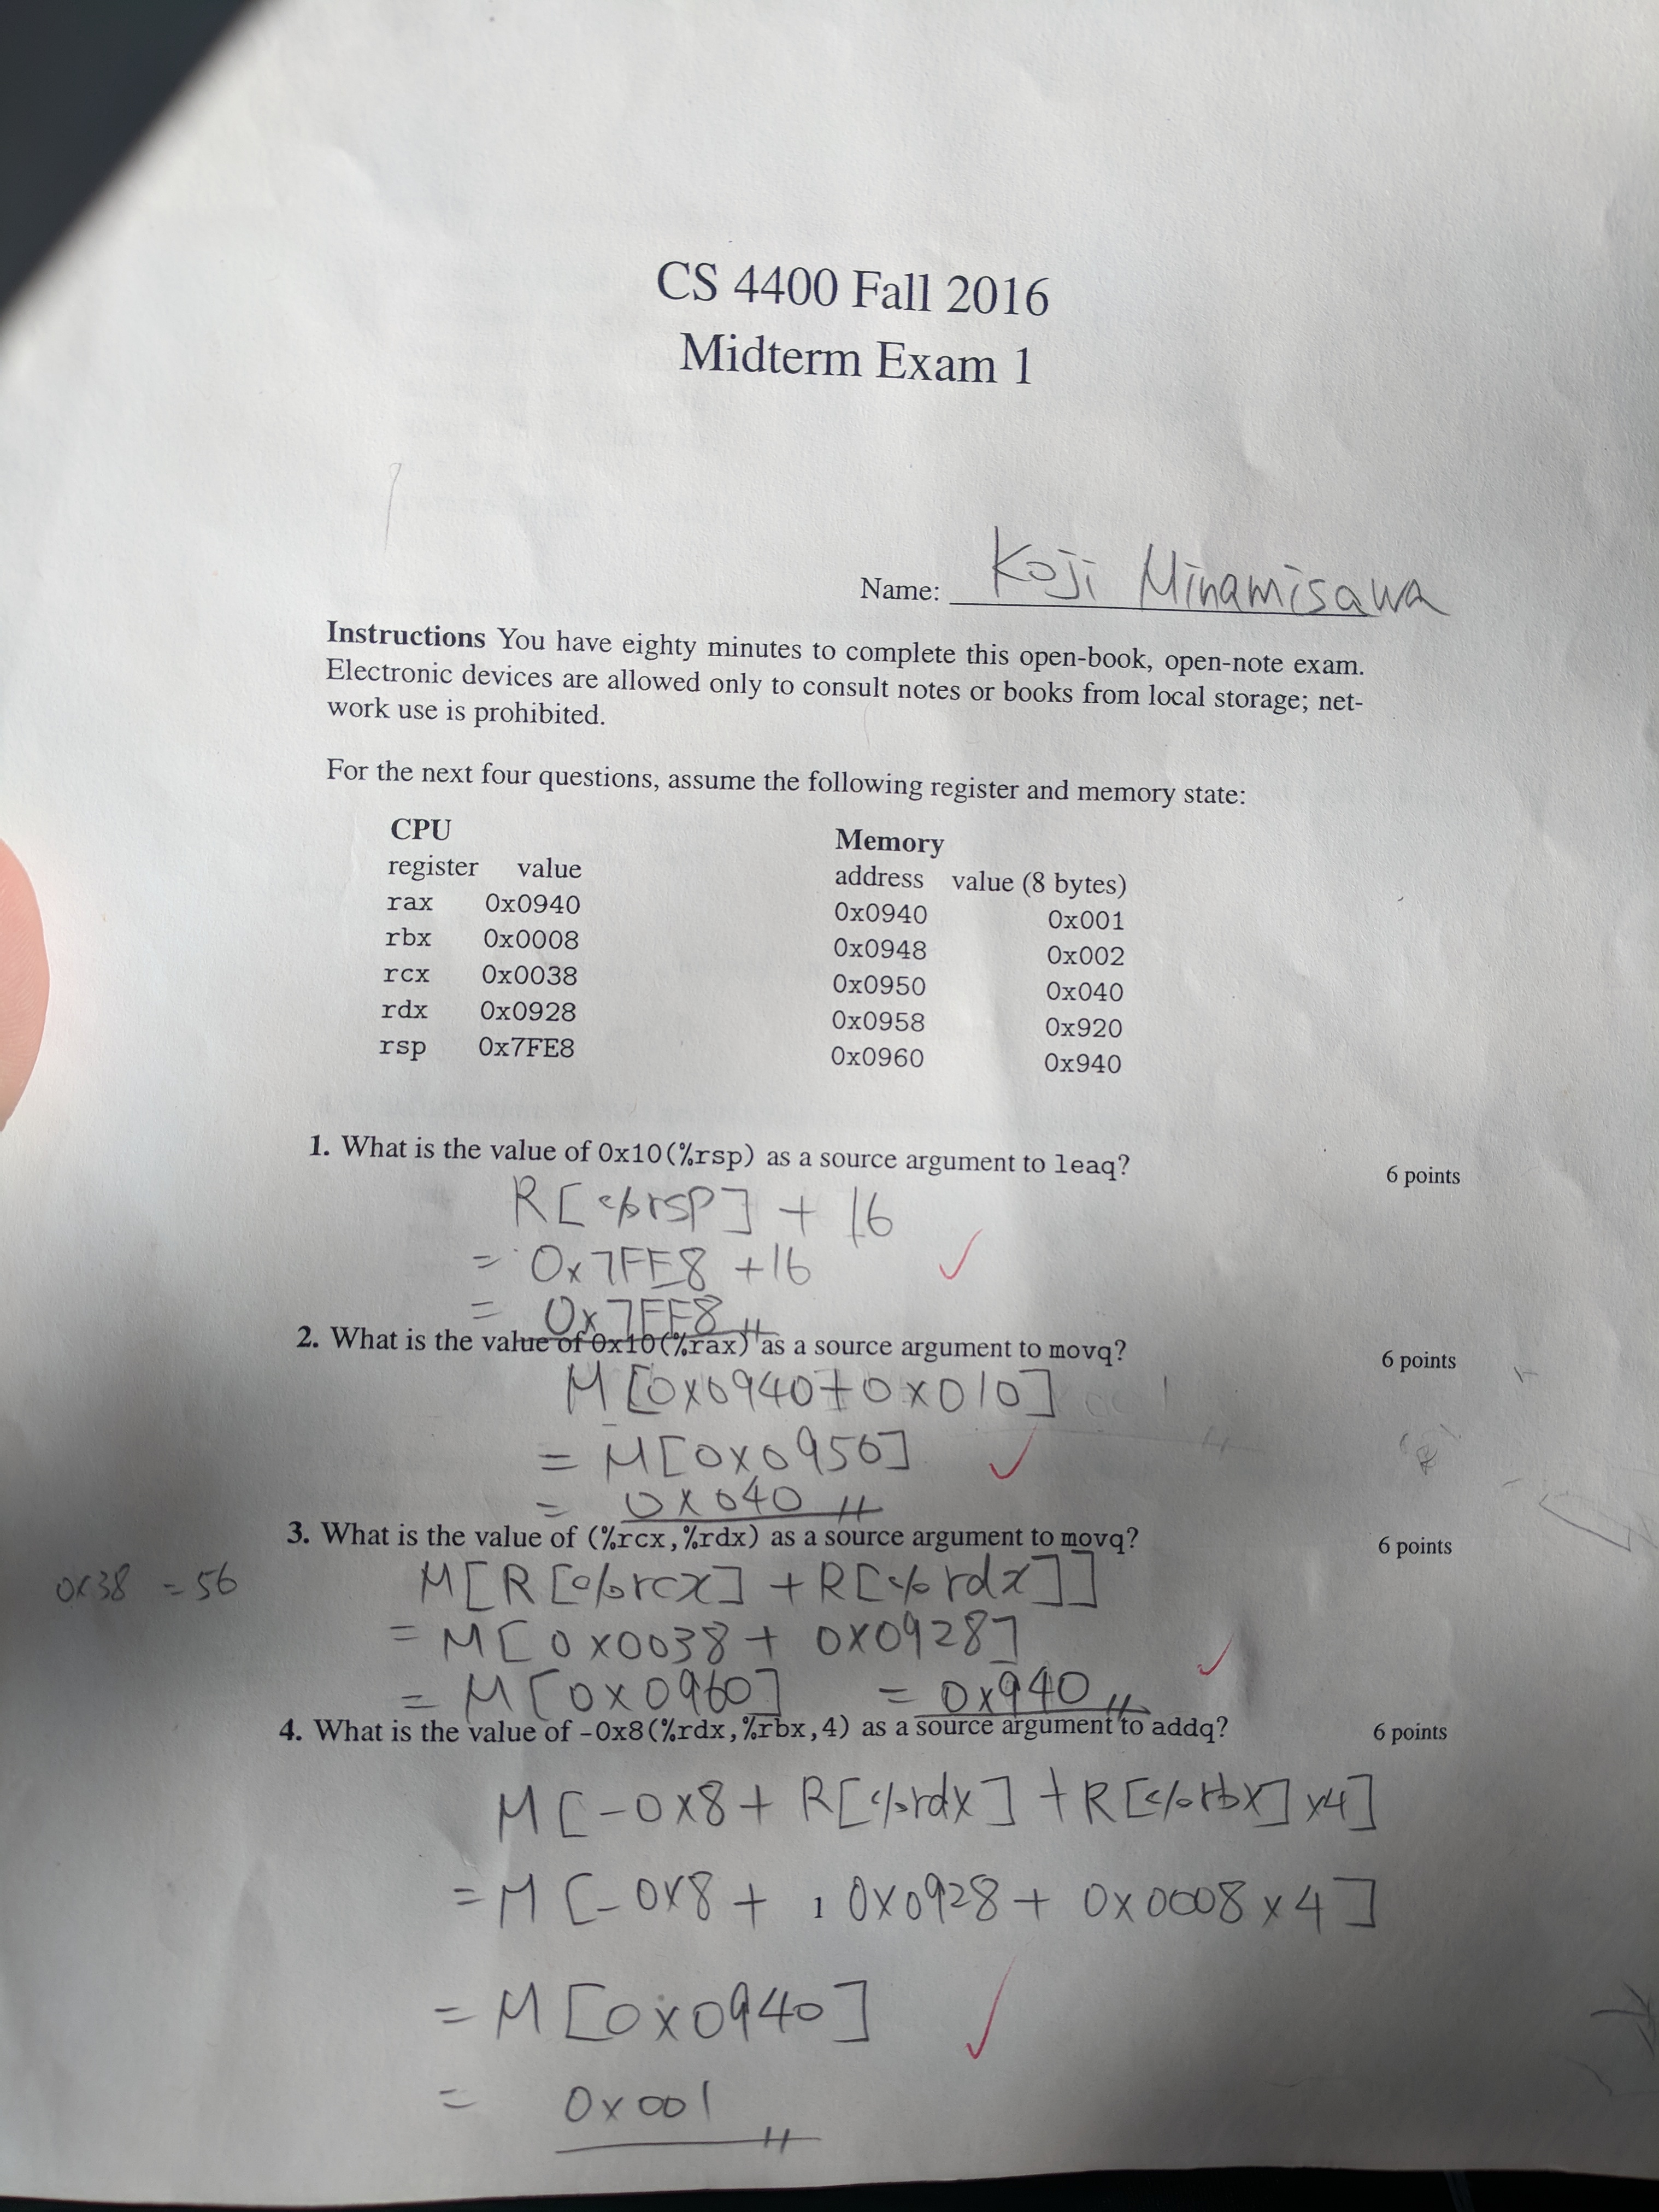 CS 4400 Fall 2016
Midterm Exam 1
Name: Koji Minamisawa
Instructions You have eighty minutes to complete this open-book, open-note exam.
Electronic devices are allowed only to consult notes or books from local storage; net-
work use is prohibited.
For the next four questions, assume the following register and memory state:
CPU
register value
rax 0x0940
rbx 0x0008
rcx 0x0038
rdx 0x0928
rsp 0x7FE8
Memory
address value (8 bytes)
0x0940 0x001
0x0948 0x002
0x0950 0x040
0x0958 0x920
0x0960 0x940
1. What is the value of 0x10(%rsp) as a source argument to leaq? 6 points
R[%rsp] + 16
= 0x7FE8 +16
= 0x7FF8
2. What is the value of 0x10(%rax) as a source argument to movq? 6 points
M[0x0940+0x010]
= M[0x0950]
= 0x040
3. What is the value of (%rcx,%rdx) as a source argument to movq? 6 points
0x38 = 56
M[R[%rcx] + R[%rdx]]
= M[0x0038 + 0x0928]
= M[0x0960] = 0x940
4. What is the value of -0x8(%rdx,%rbx,4) as a source argument to addq? 6 points
M[-0x8 + R[%rdx] + R[%rbx] x4]
= M[-0x8 + 0x0928 + 0x0008 x 4]
1
= M[0x0940]
= 0x001